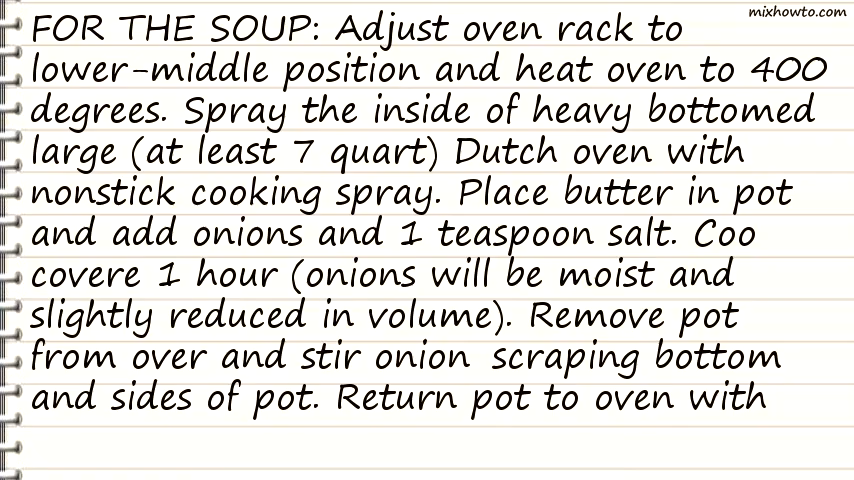 mixhowto.com
FOR THE SOUP: Adjust oven rack to
lower-middle position and heat oven to 400
degrees. Spray the inside of heavy bottomed
large (at least 7 quart) Dutch oven with
nonstick cooking spray. Place butter in pot
and add onions and 1 teaspoon salt. Coo
covere 1 hour (onions will be moist and
slightly reduced in volume). Remove pot
from over and stir onion scraping bottom
and sides of pot. Return pot to oven with